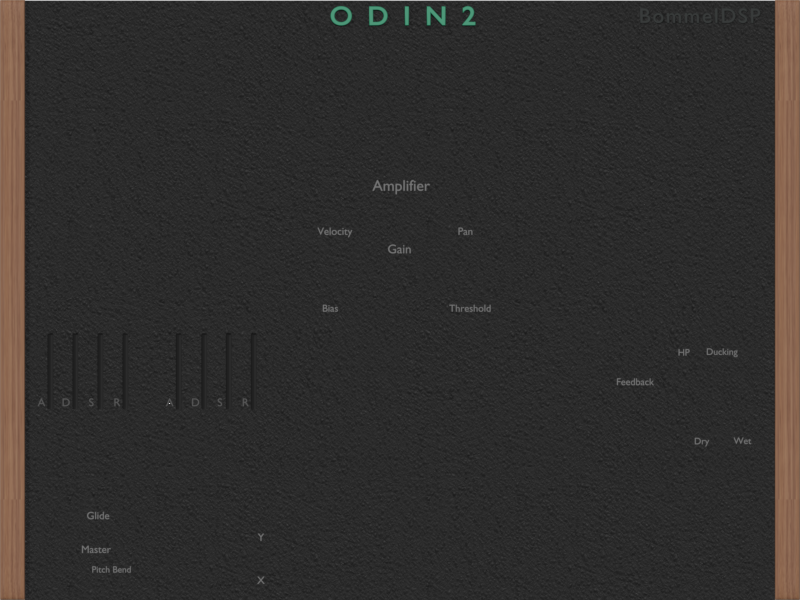 ODIN2
BommelDSP
Amplifier
Velocity
Pan
Gain
Bias
Threshold
HP
Ducking
Feedback
A D S R
A D S R
Dry
Wet
Glide
Y
Master
Pitch Bend
X